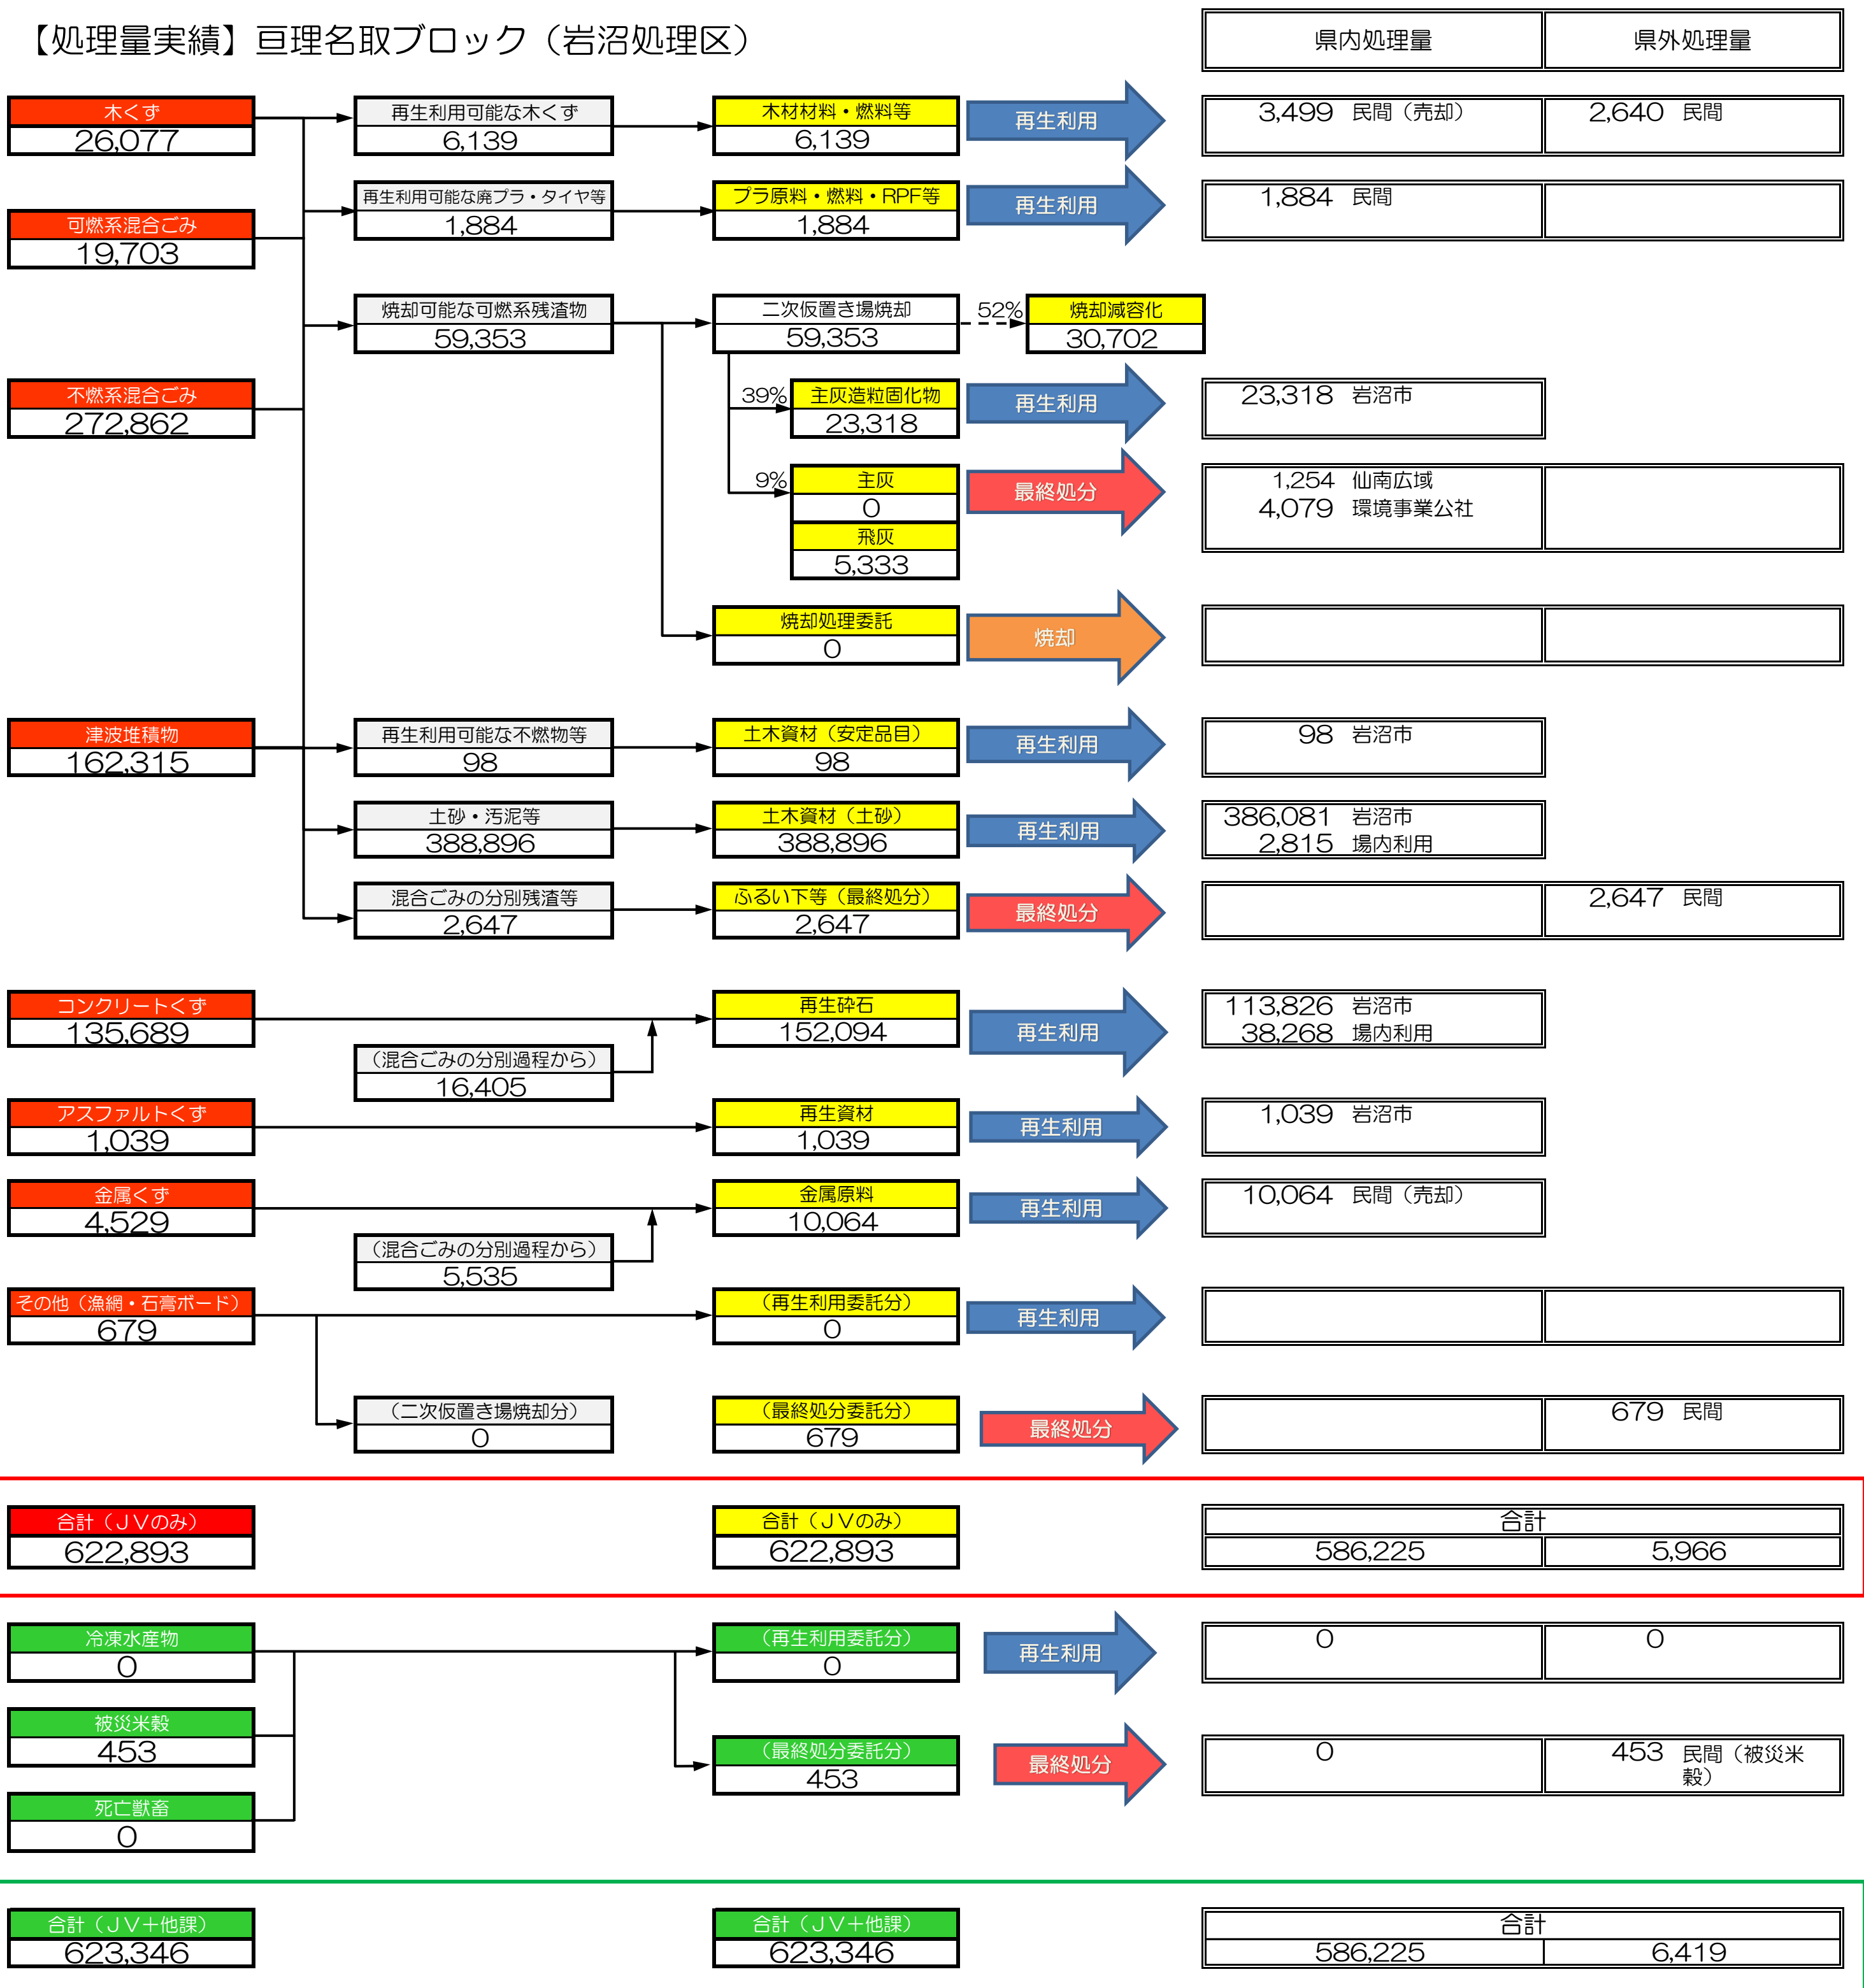 【処理量実績】亘理名取ブロック（岩沼処理区）
県内処理量 県外処理量
木くず 再生利用可能な木くず 木材材料・燃料等 再生利用 3,499 民間（売却） 2,640 民間
26,077 6,139 6,139
再生利用可能な廃プラ・タイヤ等 プラ原料・燃料・RPF等 再生利用 1,884 民間
1,884 1,884
可燃系混合ごみ
19,703
焼却可能な可燃系残渣物 二次仮置き場焼却 52% 焼却減容化
59,353 59,353 30,702
不燃系混合ごみ 39% 主灰造粒固化物 再生利用 23,318 岩沼市
272,862 23,318
9% 主灰 最終処分 1,254 仙南広域
0 4,079 環境事業公社
飛灰
5,333
焼却処理委託 焼却
0
津波堆積物 再生利用可能な不燃物等 土木資材（安定品目） 再生利用 98 岩沼市
162,315 98 98
土砂・汚泥等 土木資材（土砂） 再生利用 386,081 岩沼市
388,896 388,896 2,815 場内利用
混合ごみの分別残渣等 ふるい下等（最終処分） 最終処分 2,647 民間
2,647 2,647
コンクリートくず 再生砕石 再生利用 113,826 岩沼市
135,689 152,094 38,268 場内利用
（混合ごみの分別過程から）
16,405
アスファルトくず 再生資材 再生利用 1,039 岩沼市
1,039 1,039
金属くず 金属原料 再生利用 10,064 民間（売却）
4,529 10,064
（混合ごみの分別過程から）
5,535
その他（漁網・石膏ボード） （再生利用委託分） 再生利用
679 0
（二次仮置き場焼却分） （最終処分委託分） 最終処分 679 民間
0 679
合計（ＪＶのみ） 合計（ＪＶのみ） 合計
622,893 622,893 586,225 5,966
冷凍水産物 （再生利用委託分） 再生利用 0 0
0 0
被災米穀
453
（最終処分委託分） 最終処分 0 453 民間（被災米
穀）
453
死亡獣畜
0
合計（ＪＶ＋他課） 合計（ＪＶ＋他課） 合計
623,346 623,346 586,225 6,419